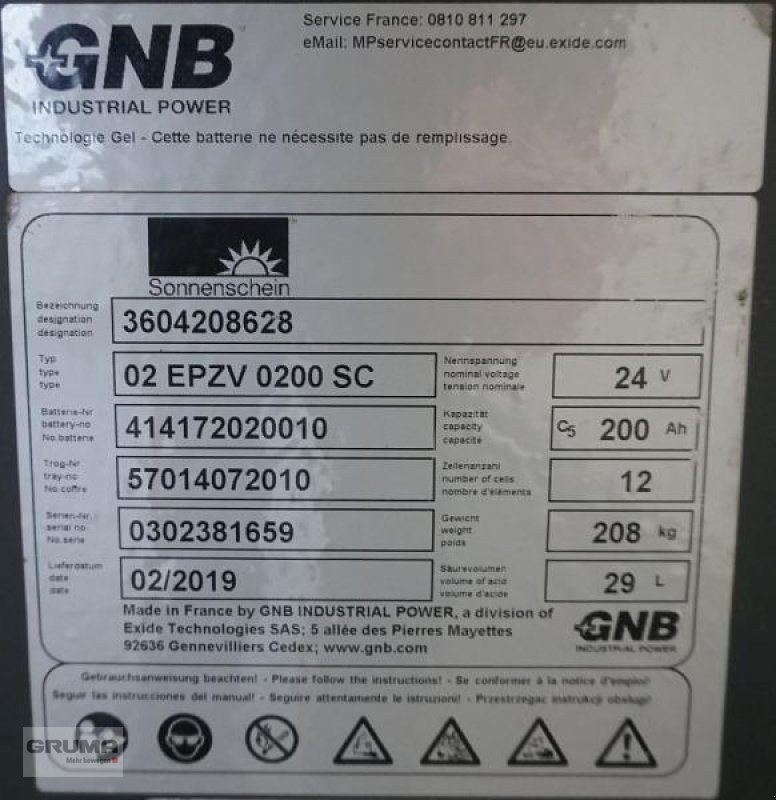 Service France: 0810 811 297
eMail: MPservicecontactFR@eu.exide.com
GNB
INDUSTRIAL POWER
Technologie Gel - Cette batterie ne nécessite pas de remplissage.
Sonnenschein
Bezeichnung
designation
désignation
3604208628
Typ
type
type
02 EPZV 0200 SC
Nennspannung
nominal voltage
tension nominale
24 V
Batterie-Nr
battery-no
No.batterie
414172020010
Kapazität
capacity
capacité
C5 200 Ah
Trog-Nr.
tray-no
No.coffre
57014072010
Zellenanzahl
number of cells
nombre d'éléments
12
Serien-Nr.
serial no
No.serie
0302381659
Gewicht
weight
poids
208 kg
Lieferdatum
date
date
02/2019
Säurevolumen
volume of acid
volume d'acide
29 L
Made in France by GNB INDUSTRIAL POWER, a division of
Exide Technologies SAS; 5 allée des Pierres Mayettes
92636 Gennevilliers Cedex; www.gnb.com
GNB
INDUSTRIAL POWER
Gebrauchsanweisung beachten! - Please follow the instructions! - Se conformer à la notice d'emploi!
Seguir las instrucciones del manual! - Seguire attentamente le istruzioni! - Przestrzegac instrukcji obslugi!
GRUMA
Mehr bewegen